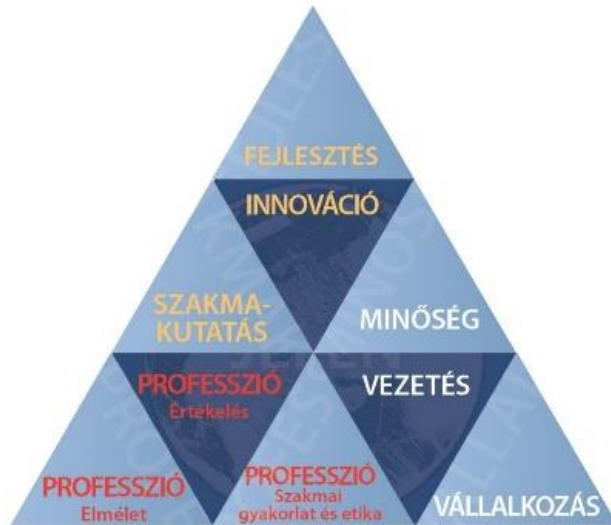 FEJLESZTÉS
INNOVÁCIÓ
SZAKMA-
KUTATÁS
MINŐSÉG
PROFESSZIÓ
Értékelés
VEZETÉS
PROFESSZIÓ
Elmélet
PROFESSZIÓ
Szakmai
gyakorlat és etika
VÁLLALKOZÁS